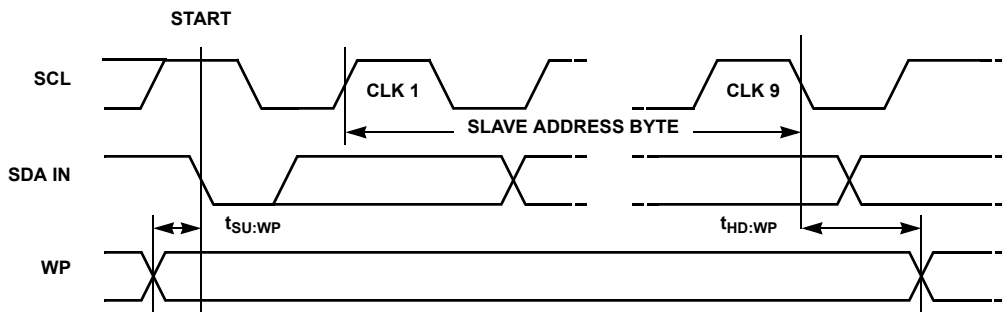 START
SCL
CLK 1
CLK 9
SLAVE ADDRESS BYTE
SDA IN
tSU:WP
tHD:WP
WP